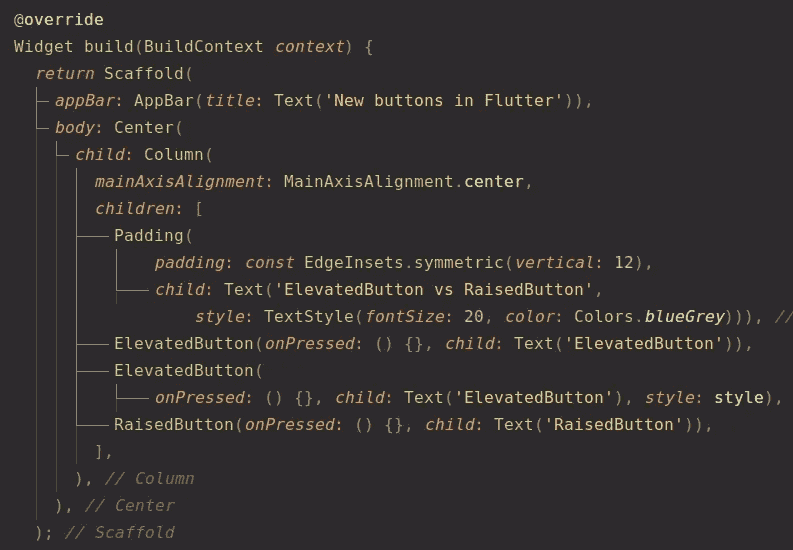 @override
Widget build(BuildContext context) {
return Scaffold(
appBar: AppBar(title: Text('New buttons in Flutter')),
body: Center(
child: Column(
mainAxisAlignment: MainAxisAlignment.center,
children: [
Padding(
padding: const EdgeInsets.symmetric(vertical: 12),
child: Text('ElevatedButton vs RaisedButton',
style: TextStyle(fontSize: 20, color: Colors.blueGrey))), //
ElevatedButton(onPressed: () {}, child: Text('ElevatedButton')),
ElevatedButton(
onPressed: () {}, child: Text('ElevatedButton'), style: style),
RaisedButton(onPressed: () {}, child: Text('RaisedButton')),
],
), // Column
), // Center
); // Scaffold